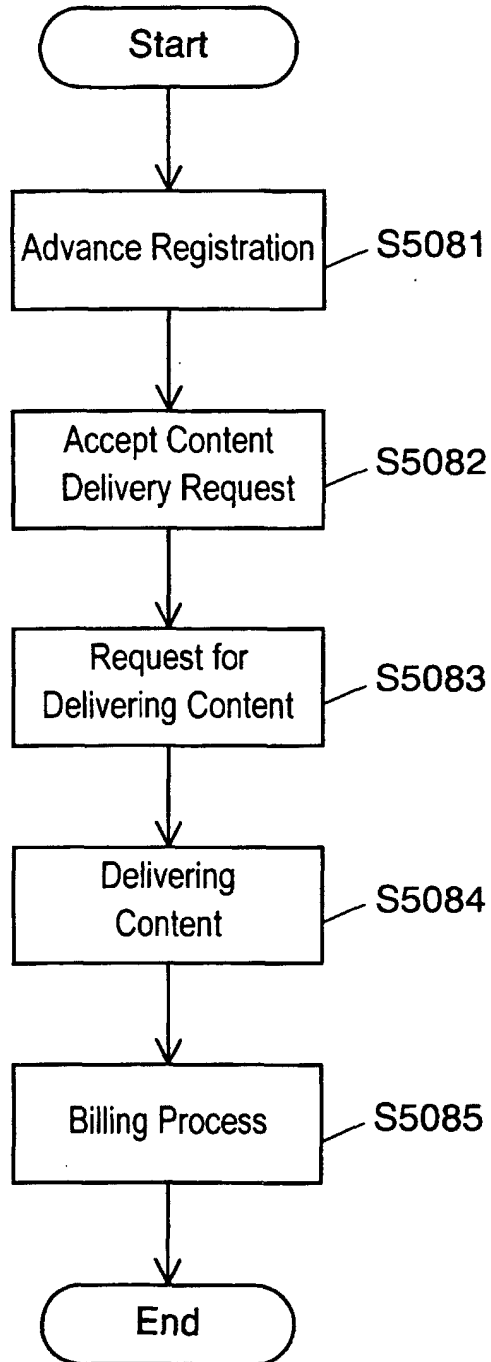 Start
Advance Registration
S5081
Accept Content
Delivery Request
S5082
Request for
Delivering Content
S5083
Delivering
Content
S5084
Billing Process
S5085
End